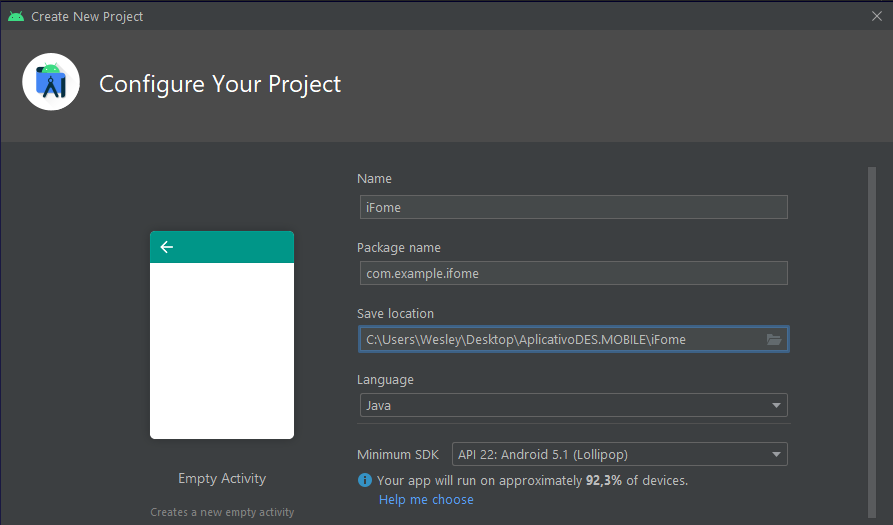 Create New Project
Configure Your Project
Name
iFome
Package name
com.example.ifome
Save location
C:\Users\Wesley\Desktop\AplicativoDES.MOBILE\iFome
Language
Java
Minimum SDK
API 22: Android 5.1 (Lollipop)
Your app will run on approximately 92,3% of devices.
Help me choose
Empty Activity
Creates a new empty activity